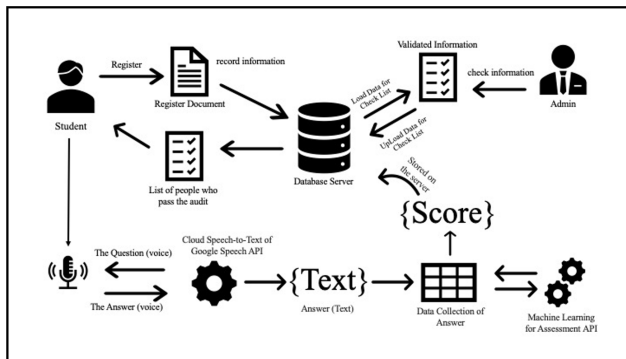 Register
record information
Validated Information
check information
Student
Register Document
Load Data for
Check List
UpLoad Data for
Check List
Admin
List of people who
pass the audit
Database Server
Stored on
the server
{Score}
The Question (voice)
The Answer (voice)
Cloud Speech-to-Text of
Google Speech API
{Text}
Answer (Text)
Data Collection of
Answer
Machine Learning
for Assessment API